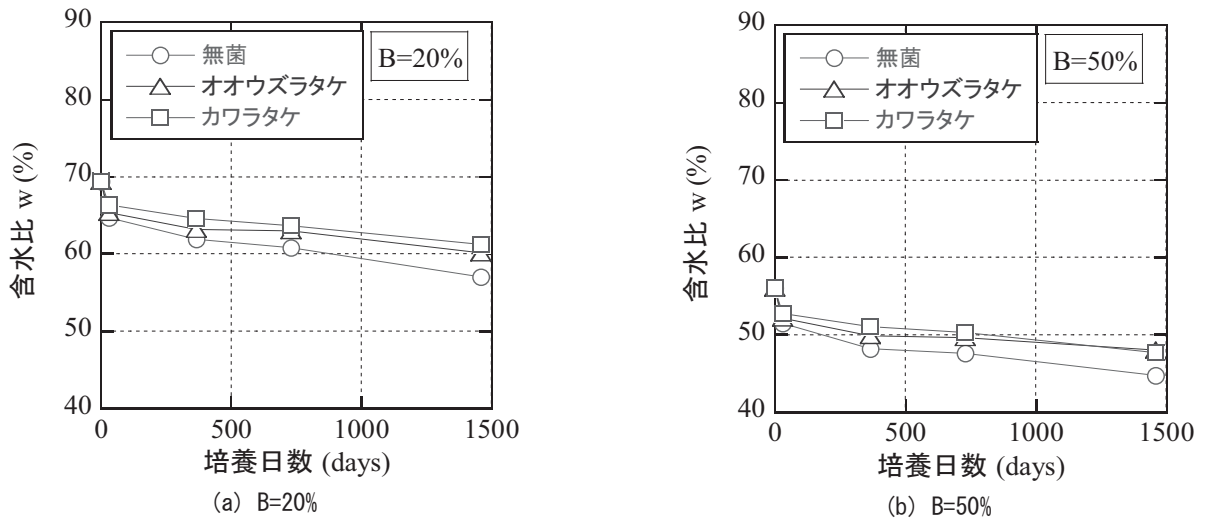 90
80
70
60
50
40
含水比 w (%)
無菌
オオウズラタケ
カワラタケ
B=20%
0 500 1000 1500
培養日数 (days)
(a) B=20%
90
80
70
60
50
40
含水比 w (%)
無菌
オオウズラタケ
カワラタケ
B=50%
0 500 1000 1500
培養日数 (days)
(b) B=50%